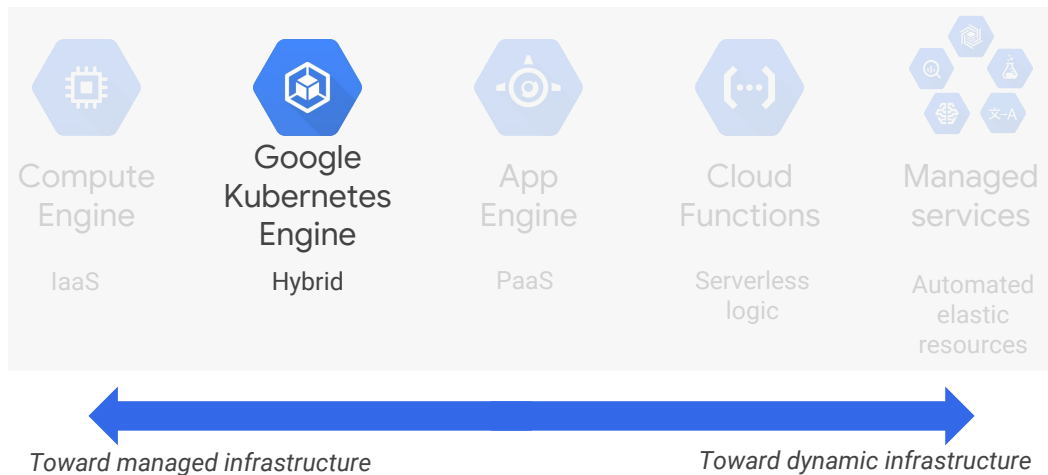 Compute
Engine
IaaS
Google
Kubernetes
Engine
Hybrid
App
Engine
PaaS
Cloud
Functions
Serverless
logic
文-A
Managed
services
Automated
elastic
resources
Toward managed infrastructure
Toward dynamic infrastructure